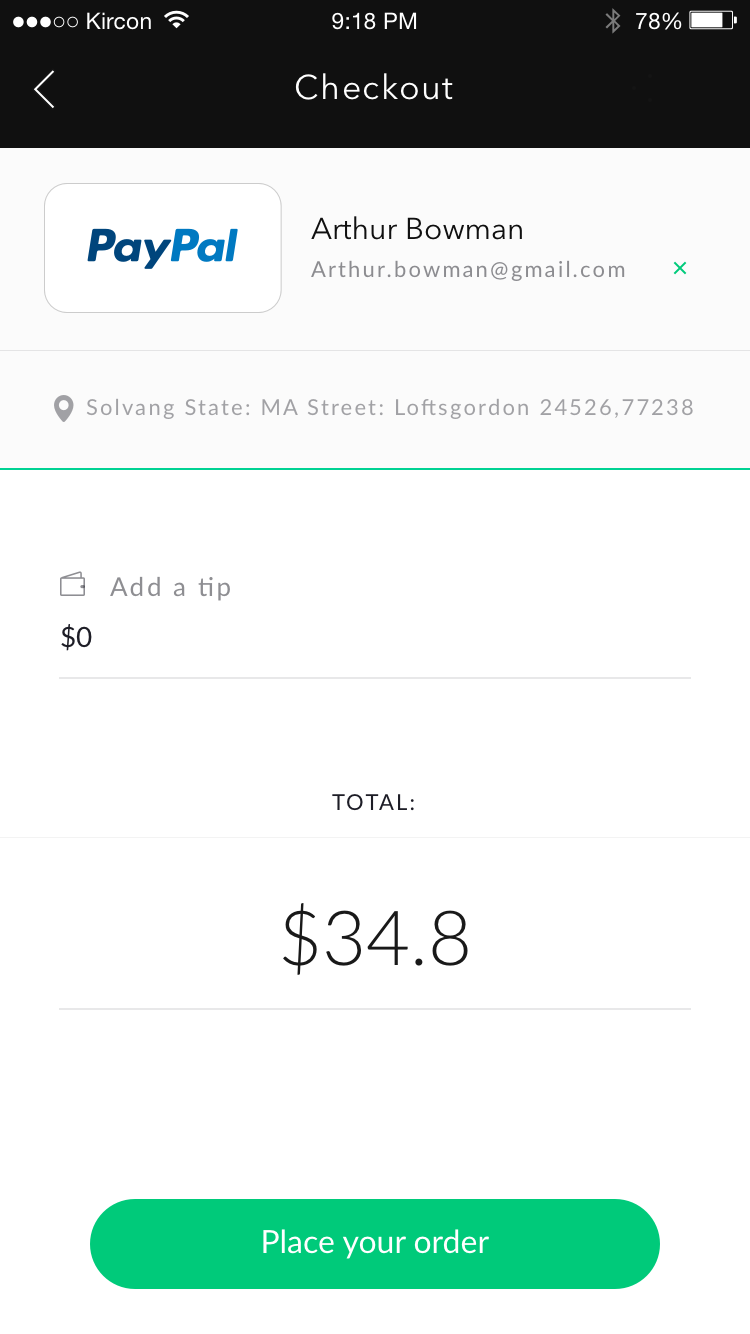 Kircon 9:18 PM 78%
Checkout
PayPal
Arthur Bowman
Arthur.bowman@gmail.com
Solvang State: MA Street: Loftsgordon 24526,77238
Add a tip
$0
TOTAL:
$34.8
Place your order